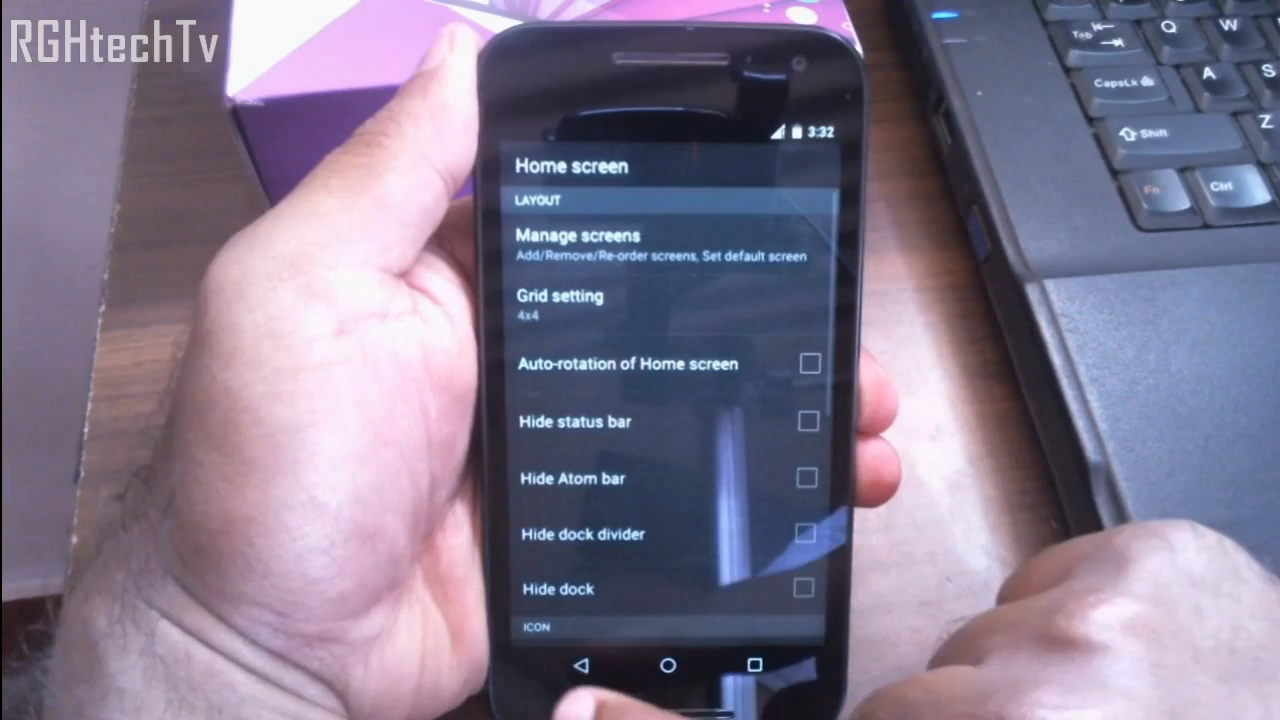 RGHtechTv
3:32
Home screen
LAYOUT
Manage screens
Add/Remove/Re-order screens, Set default screen
Grid setting
4x4
Auto-rotation of Home screen
Hide status bar
Hide Atom bar
Hide dock divider
Hide dock
ICON
Tab
Q
W
CapsLk
A
S
Shift
Z
Fn
Ctrl